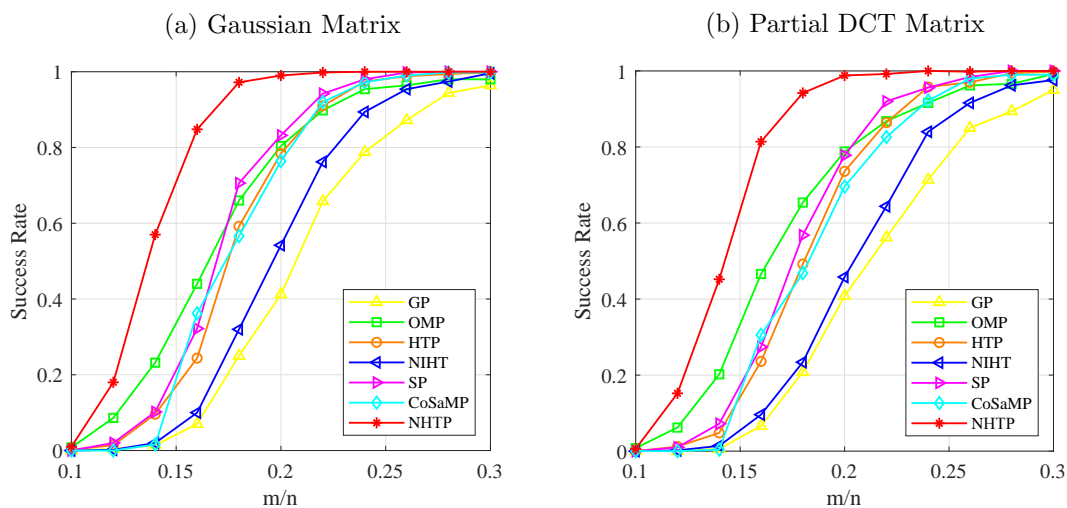 (a) Gaussian Matrix
1
0.8
0.6
0.4
0.2
0
Success Rate
GP
OMP
HTP
NIHT
SP
CoSaMP
NHTP
0.1
0.15
0.2
0.25
0.3
m/n
(b) Partial DCT Matrix
1
0.8
0.6
0.4
0.2
0
Success Rate
GP
OMP
HTP
NIHT
SP
CoSaMP
NHTP
0.1
0.15
0.2
0.25
0.3
m/n